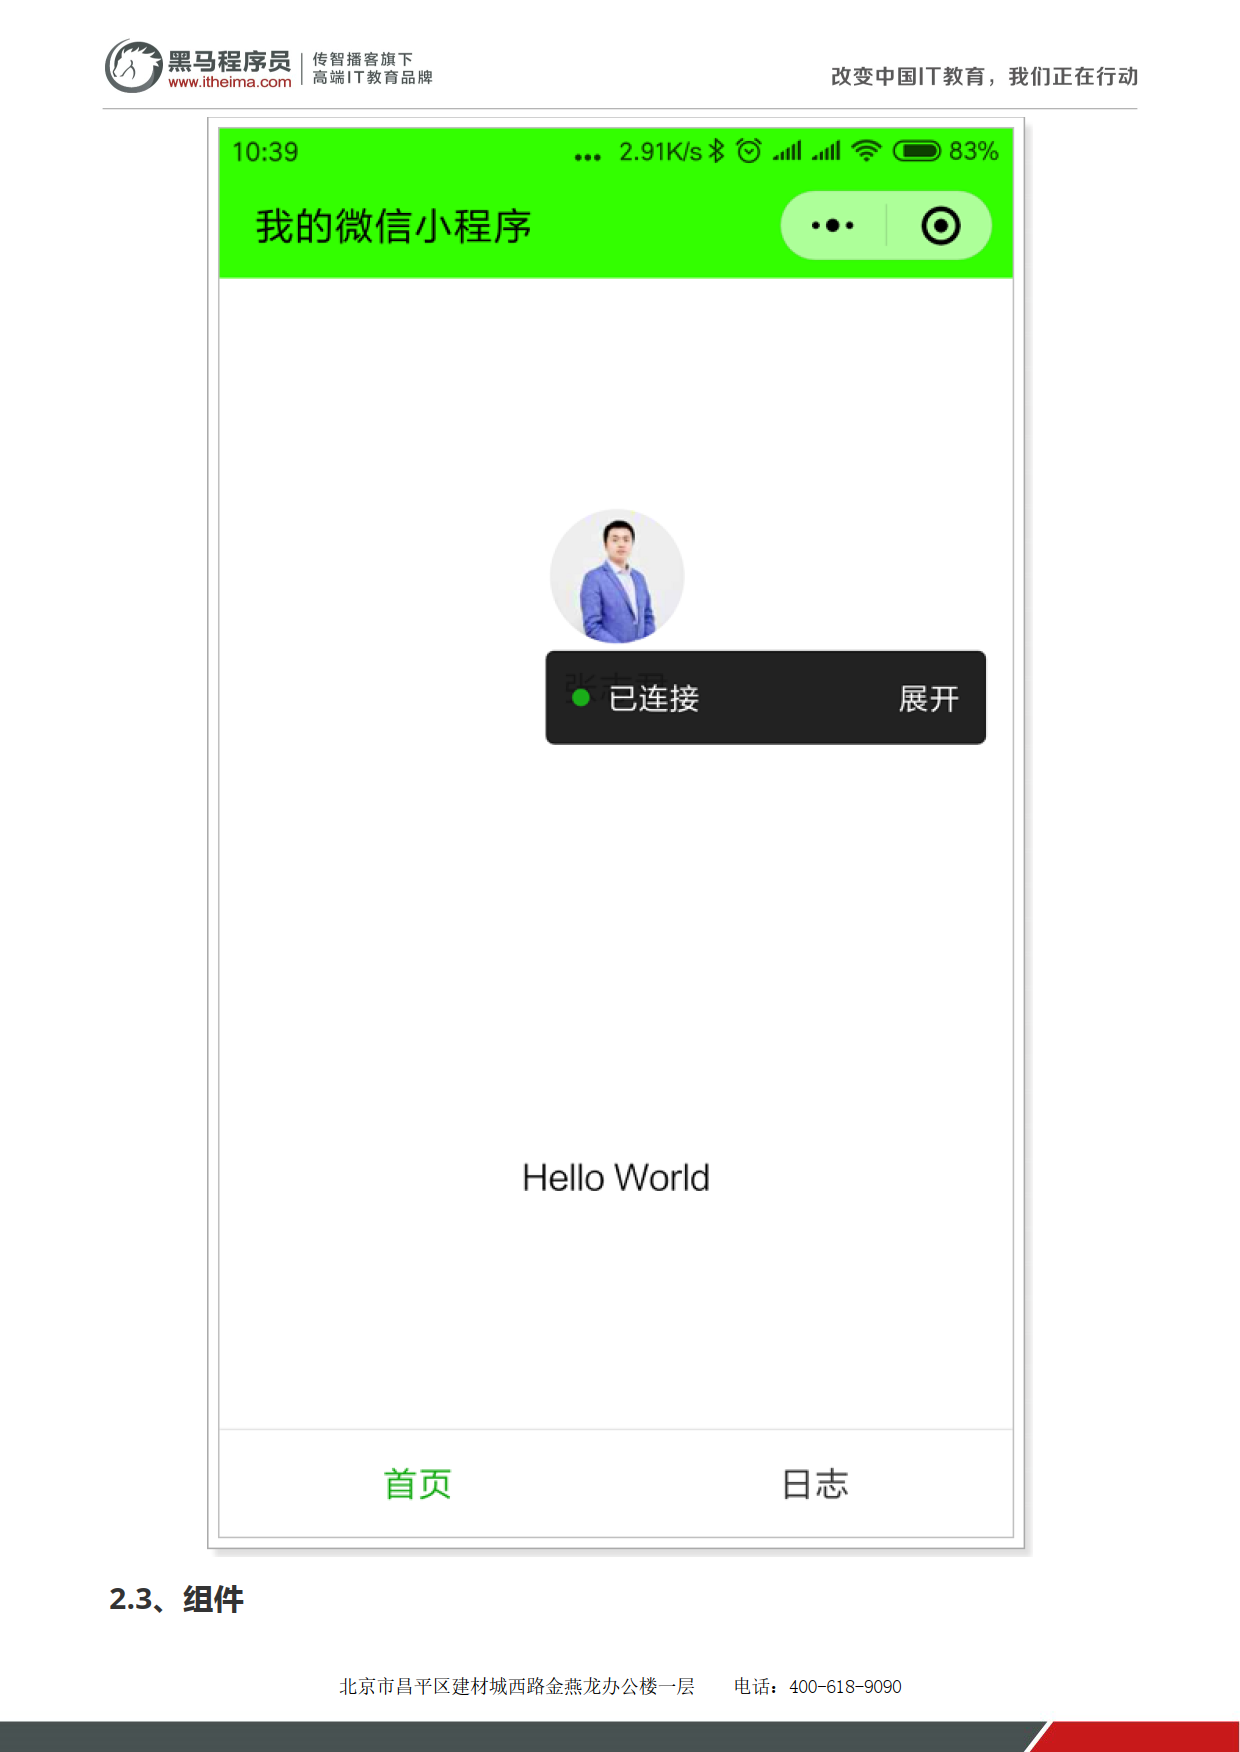 黑马程序员
www.itheima.com
传智播客旗下
高端IT教育品牌
改变中国IT教育，我们正在行动
10:39
... 2.91K/s 83%
我的微信小程序
已连接 展开
Hello World
首页 日志
2.3、组件
北京市昌平区建材城西路金燕龙办公楼一层 电话：400-618-9090